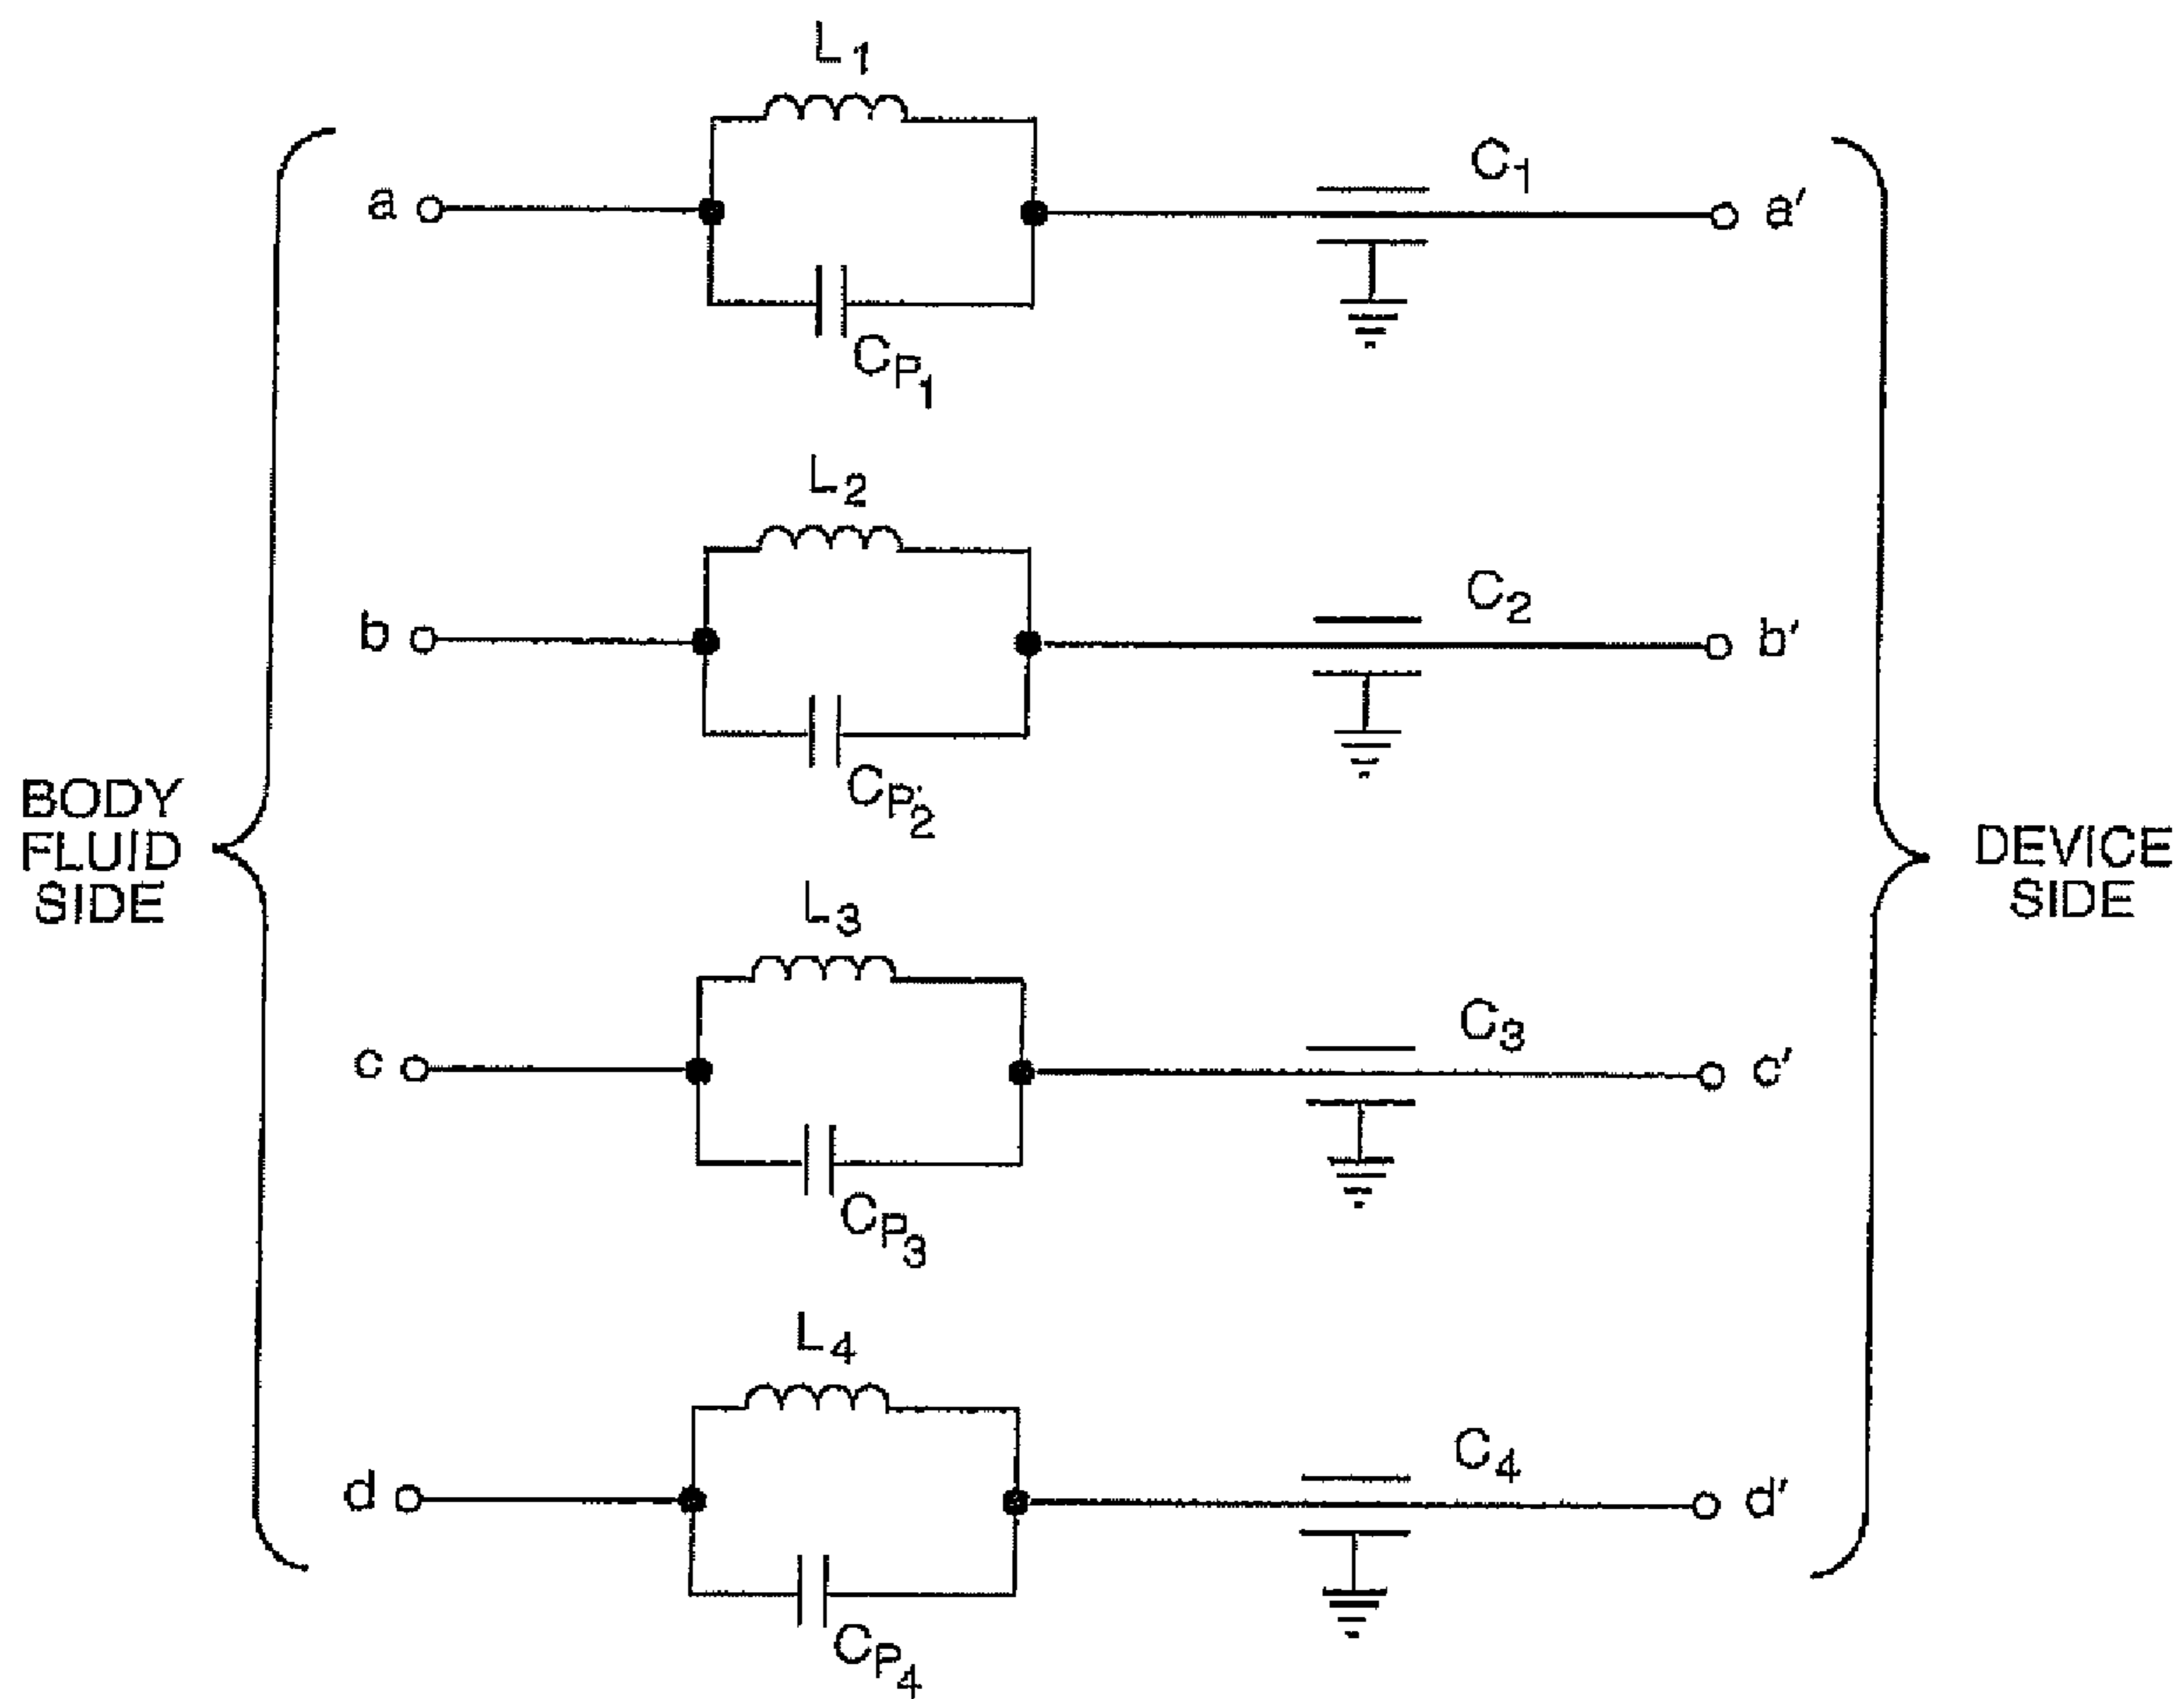 L1
C1
a
a′
CP1
L2
C2
b
b′
CP2
BODY
FLUID
SIDE
DEVICE
SIDE
L3
C3
c
c′
CP3
L4
C4
d
d′
CP4